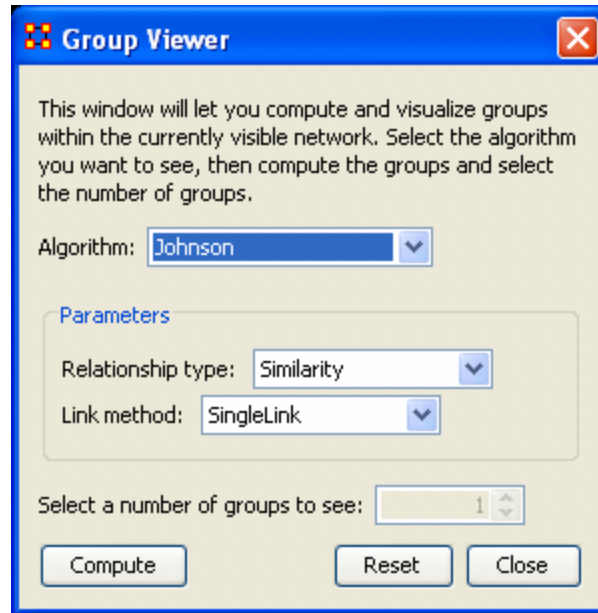 Group Viewer
This window will let you compute and visualize groups
within the currently visible network. Select the algorithm
you want to see, then compute the groups and select
the number of groups.
Algorithm: Johnson
Parameters
Relationship type: Similarity
Link method: SingleLink
Select a number of groups to see: 1
Compute Reset Close